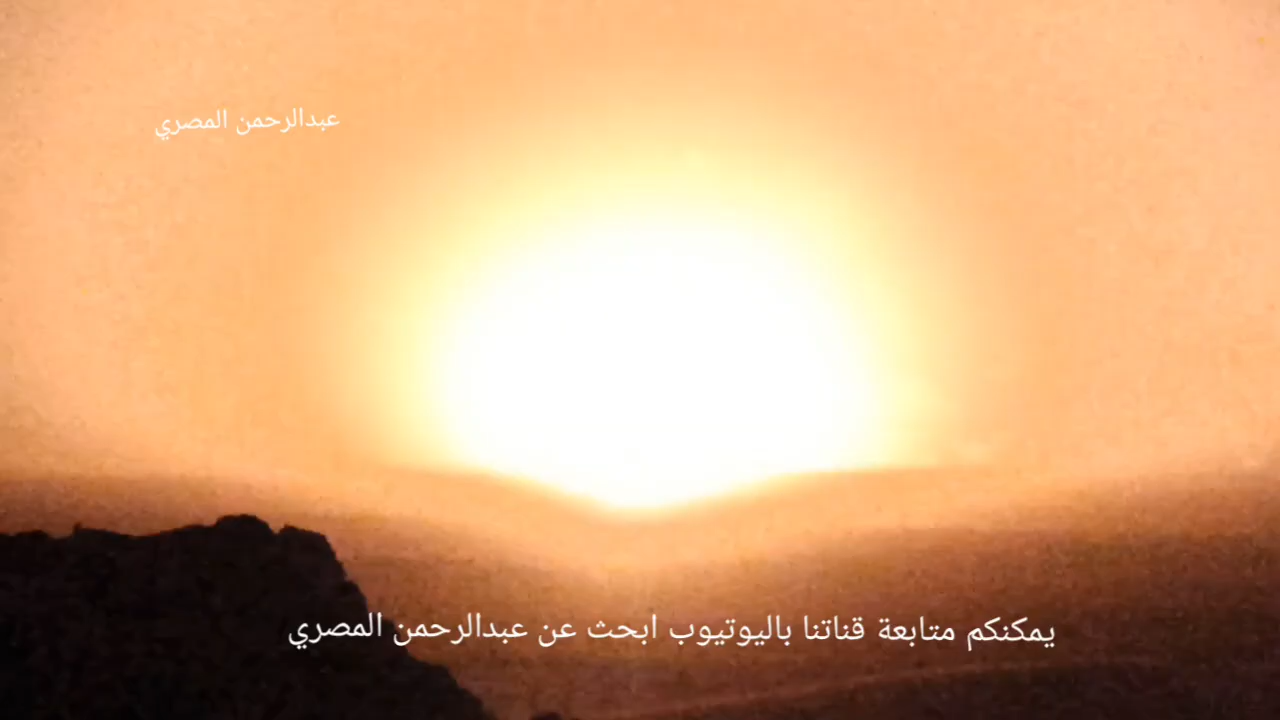 عبدالرحمن المصري
يمكنكم متابعة قناتنا باليوتيوب ابحث عن عبدالرحمن المصري